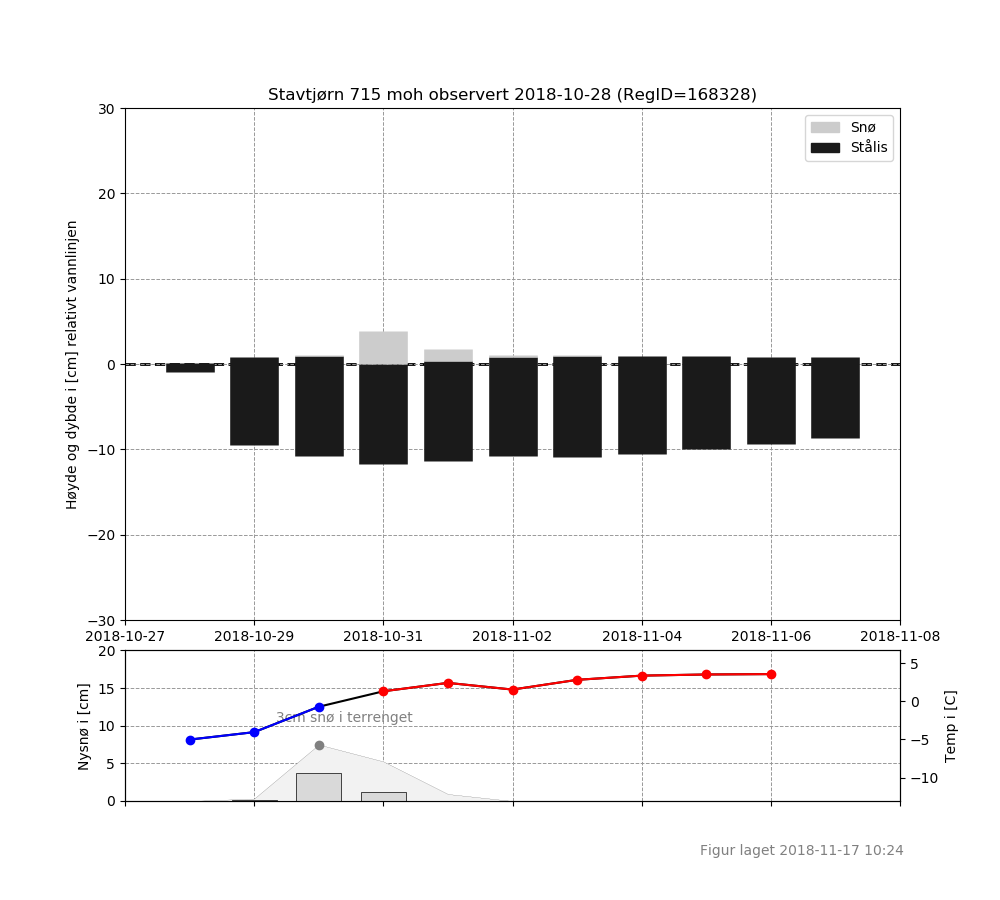 Stavtjørn 715 moh observert 2018-10-28 (RegID=168328)
Snø
Stålis
Høyde og dybde i [cm] relativt vannlinjen
30
20
10
0
−10
−20
−30
2018-10-27 2018-10-29 2018-10-31 2018-11-02 2018-11-04 2018-11-06 2018-11-08
Nysnø i [cm]
20
15
10
5
0
3cm snø i terrenget
5
0
−5
−10
Temp i [C]
Figur laget 2018-11-17 10:24